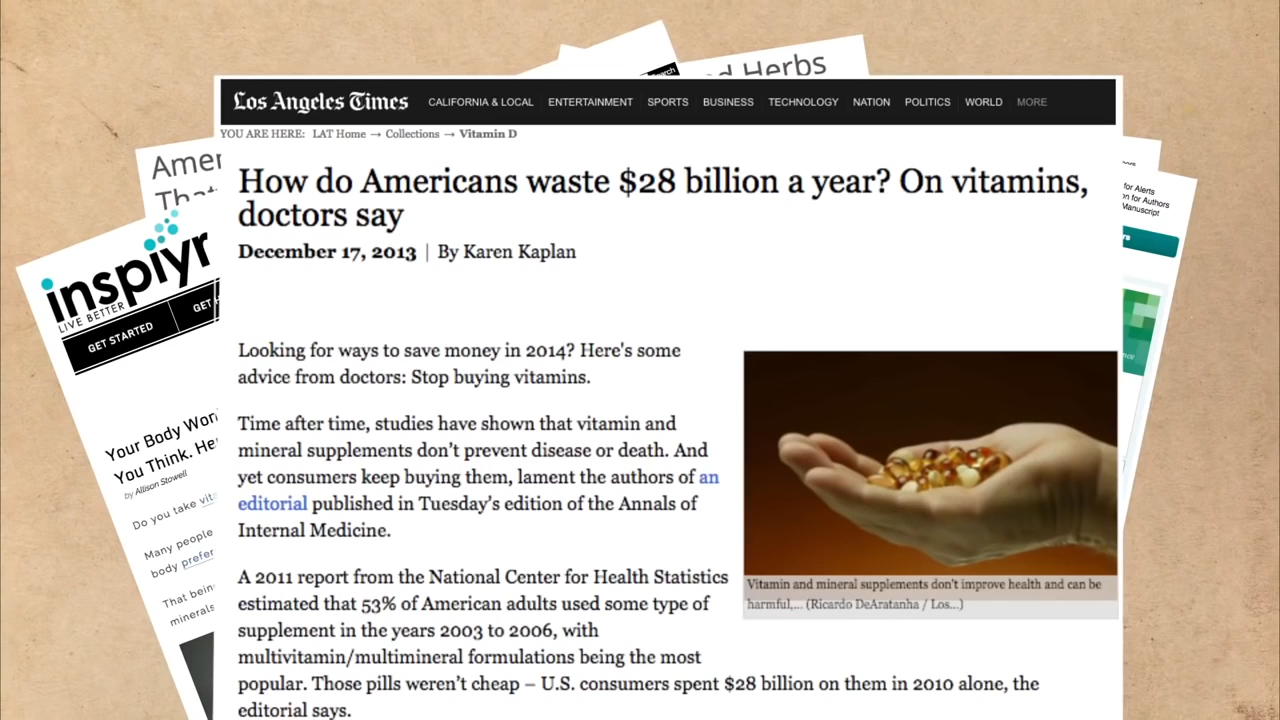 d Herbs
Los Angeles Times
CALIFORNIA & LOCAL ENTERTAINMENT SPORTS BUSINESS TECHNOLOGY NATION POLITICS WORLD MORE
YOU ARE HERE: LAT Home → Collections → Vitamin D
How do Americans waste $28 billion a year? On vitamins,
doctors say
December 17, 2013 | By Karen Kaplan
Looking for ways to save money in 2014? Here's some
advice from doctors: Stop buying vitamins.
Time after time, studies have shown that vitamin and
mineral supplements don't prevent disease or death. And
yet consumers keep buying them, lament the authors of an
editorial published in Tuesday's edition of the Annals of
Internal Medicine.
A 2011 report from the National Center for Health Statistics
estimated that 53% of American adults used some type of
supplement in the years 2003 to 2006, with
multivitamin/multimineral formulations being the most
popular. Those pills weren't cheap – U.S. consumers spent $28 billion on them in 2010 alone, the
editorial says.
Vitamin and mineral supplements don't improve health and can be
harmful,... (Ricardo DeAratanha / Los...)
Amer
That
inspiyr
LIVE BETTER
GET STARTED GET
Your Body Won
You Think. He
by Allison Stowell
Do you take vita
Many people
body prefer
That bein
minerals
for Alerts
on for Authors
Manuscript